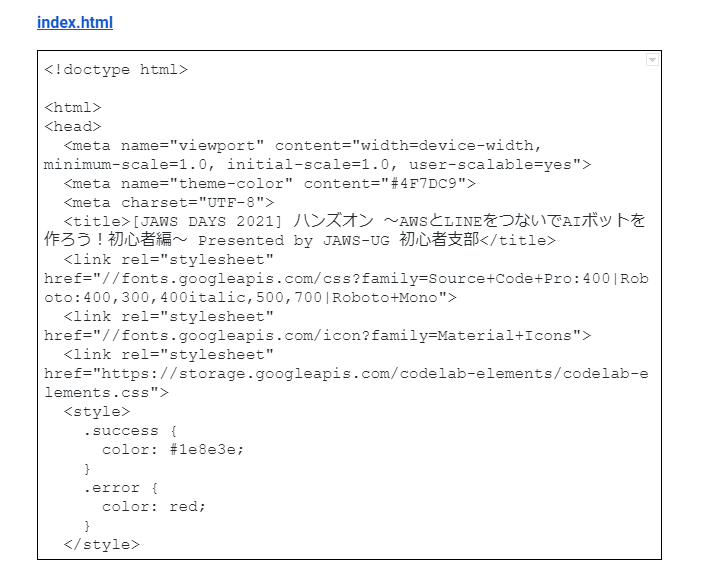 index.html
<!doctype html>
<html>
<head>
<meta name="viewport" content="width=device-width,
minimum-scale=1.0, initial-scale=1.0, user-scalable=yes">
<meta name="theme-color" content="#4F7DC9">
<meta charset="UTF-8">
<title>[JAWS DAYS 2021] ハンズオン ～AWSとLINEをつないでAIボットを
作ろう！初心者編～ Presented by JAWS-UG 初心者支部</title>
<link rel="stylesheet"
href="//fonts.googleapis.com/css?family=Source+Code+Pro:400|Rob
oto:400,300,400italic,500,700|Roboto+Mono">
<link rel="stylesheet"
href="//fonts.googleapis.com/icon?family=Material+Icons">
<link rel="stylesheet"
href="https://storage.googleapis.com/codelab-elements/codelab-e
lements.css">
<style>
.success {
color: #1e8e3e;
}
.error {
color: red;
}
</style>